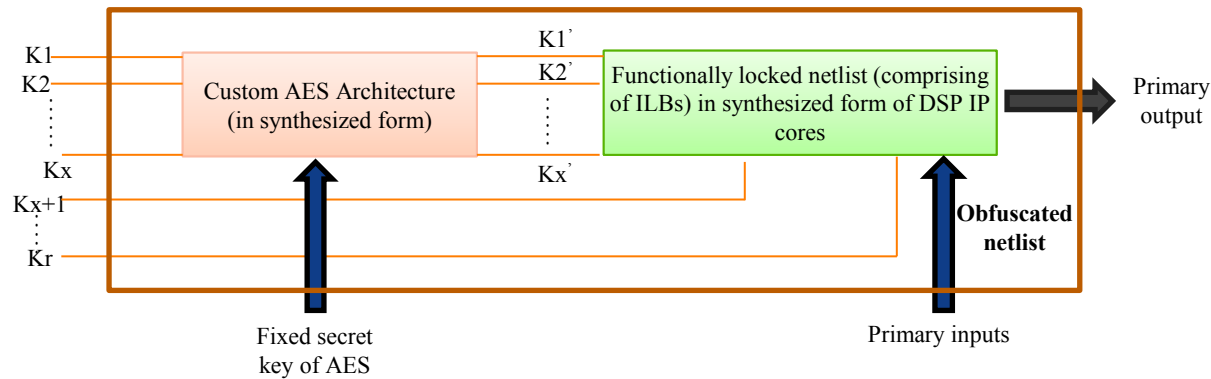 K1
K2
Kx
Kx+1
Kr
Custom AES Architecture
(in synthesized form)
K1’
K2’
Kx’
Functionally locked netlist (comprising
of ILBs) in synthesized form of DSP IP
cores
Primary
output
Obfuscated
netlist
Fixed secret
key of AES
Primary inputs